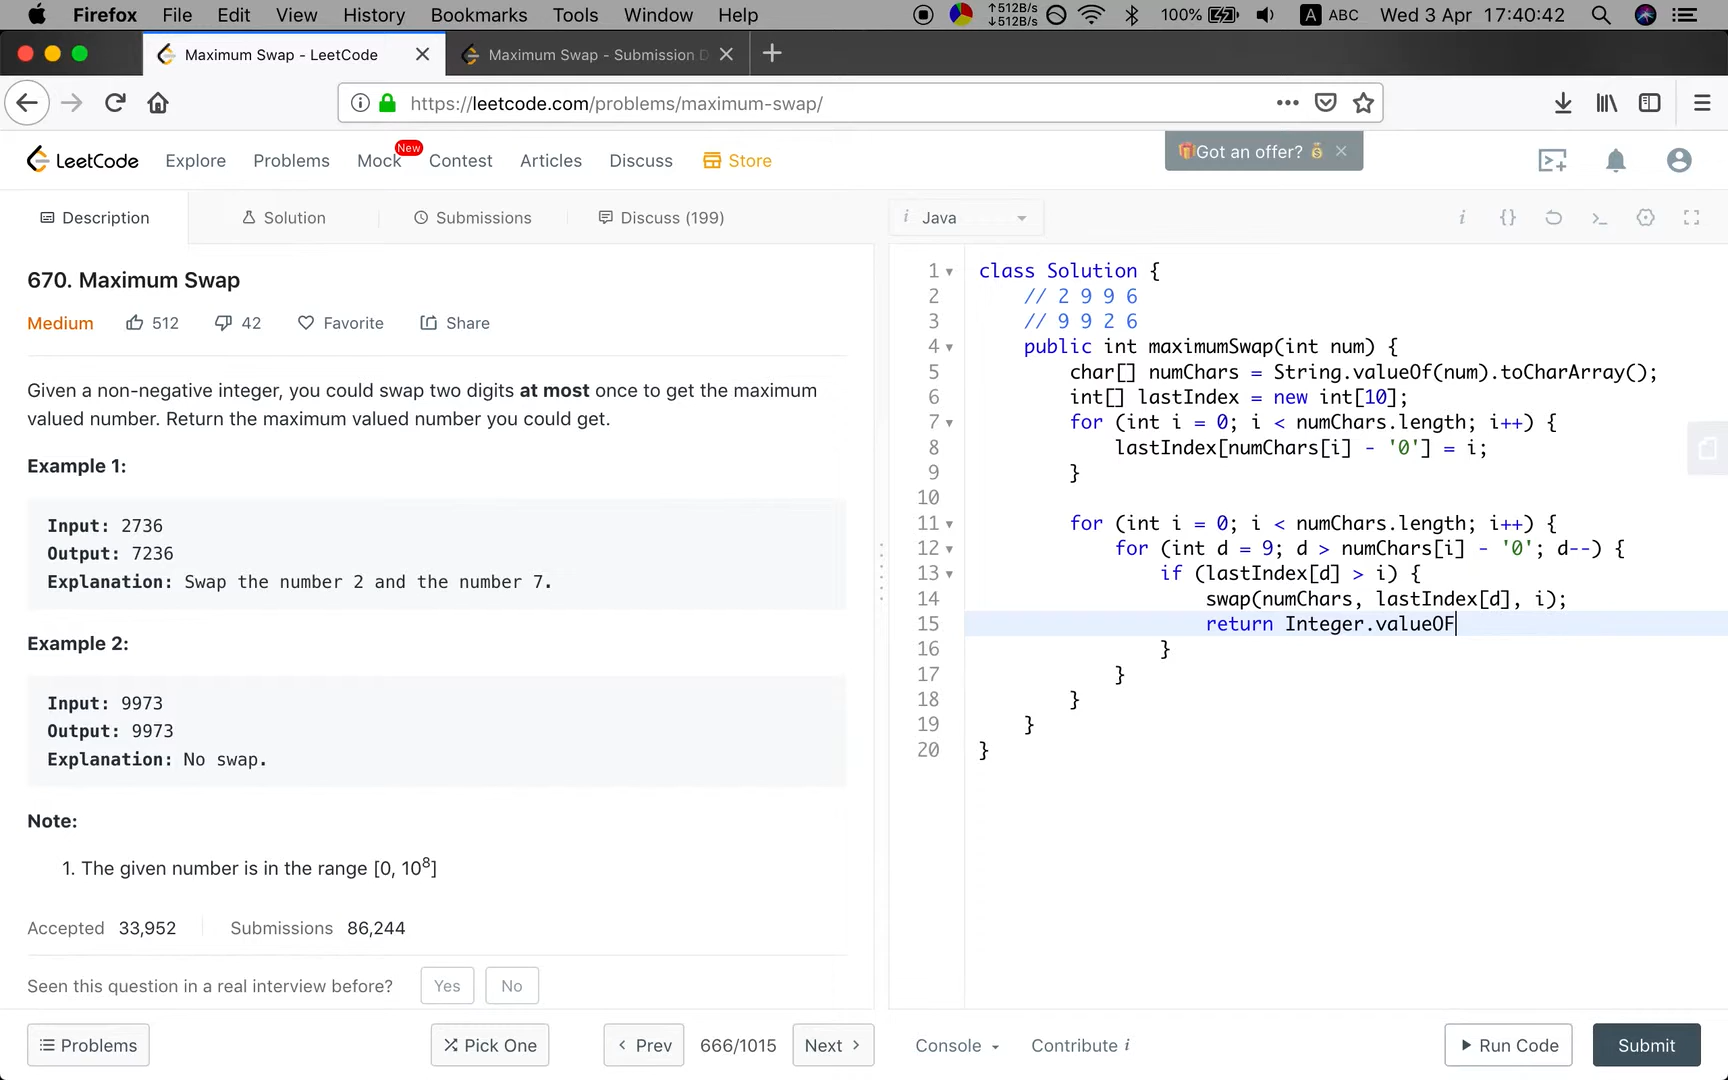 Firefox File Edit View History Bookmarks Tools Window Help ↑512B/s ↓512B/s 100% A ABC Wed 3 Apr 17:40:42
Maximum Swap - LeetCode Maximum Swap - Submission D
https://leetcode.com/problems/maximum-swap/
LeetCode Explore Problems Mock New Contest Articles Discuss Store Got an offer?
Description Solution Submissions Discuss (199) i Java i {}
670. Maximum Swap
Medium 512 42 Favorite Share
Given a non-negative integer, you could swap two digits at most once to get the maximum
valued number. Return the maximum valued number you could get.
Example 1:
Input: 2736
Output: 7236
Explanation: Swap the number 2 and the number 7.
Example 2:
Input: 9973
Output: 9973
Explanation: No swap.
Note:
1. The given number is in the range [0, 10⁸]
Accepted 33,952 Submissions 86,244
Seen this question in a real interview before? Yes No
Problems Pick One Prev 666/1015 Next
1 class Solution {
2 // 2 9 9 6
3 // 9 9 2 6
4 public int maximumSwap(int num) {
5 char[] numChars = String.valueOf(num).toCharArray();
6 int[] lastIndex = new int[10];
7 for (int i = 0; i < numChars.length; i++) {
8 lastIndex[numChars[i] - '0'] = i;
9 }
10
11 for (int i = 0; i < numChars.length; i++) {
12 for (int d = 9; d > numChars[i] - '0'; d--) {
13 if (lastIndex[d] > i) {
14 swap(numChars, lastIndex[d], i);
15 return Integer.valueOF
16 }
17 }
18 }
19 }
20 }
Console Contribute i Run Code Submit